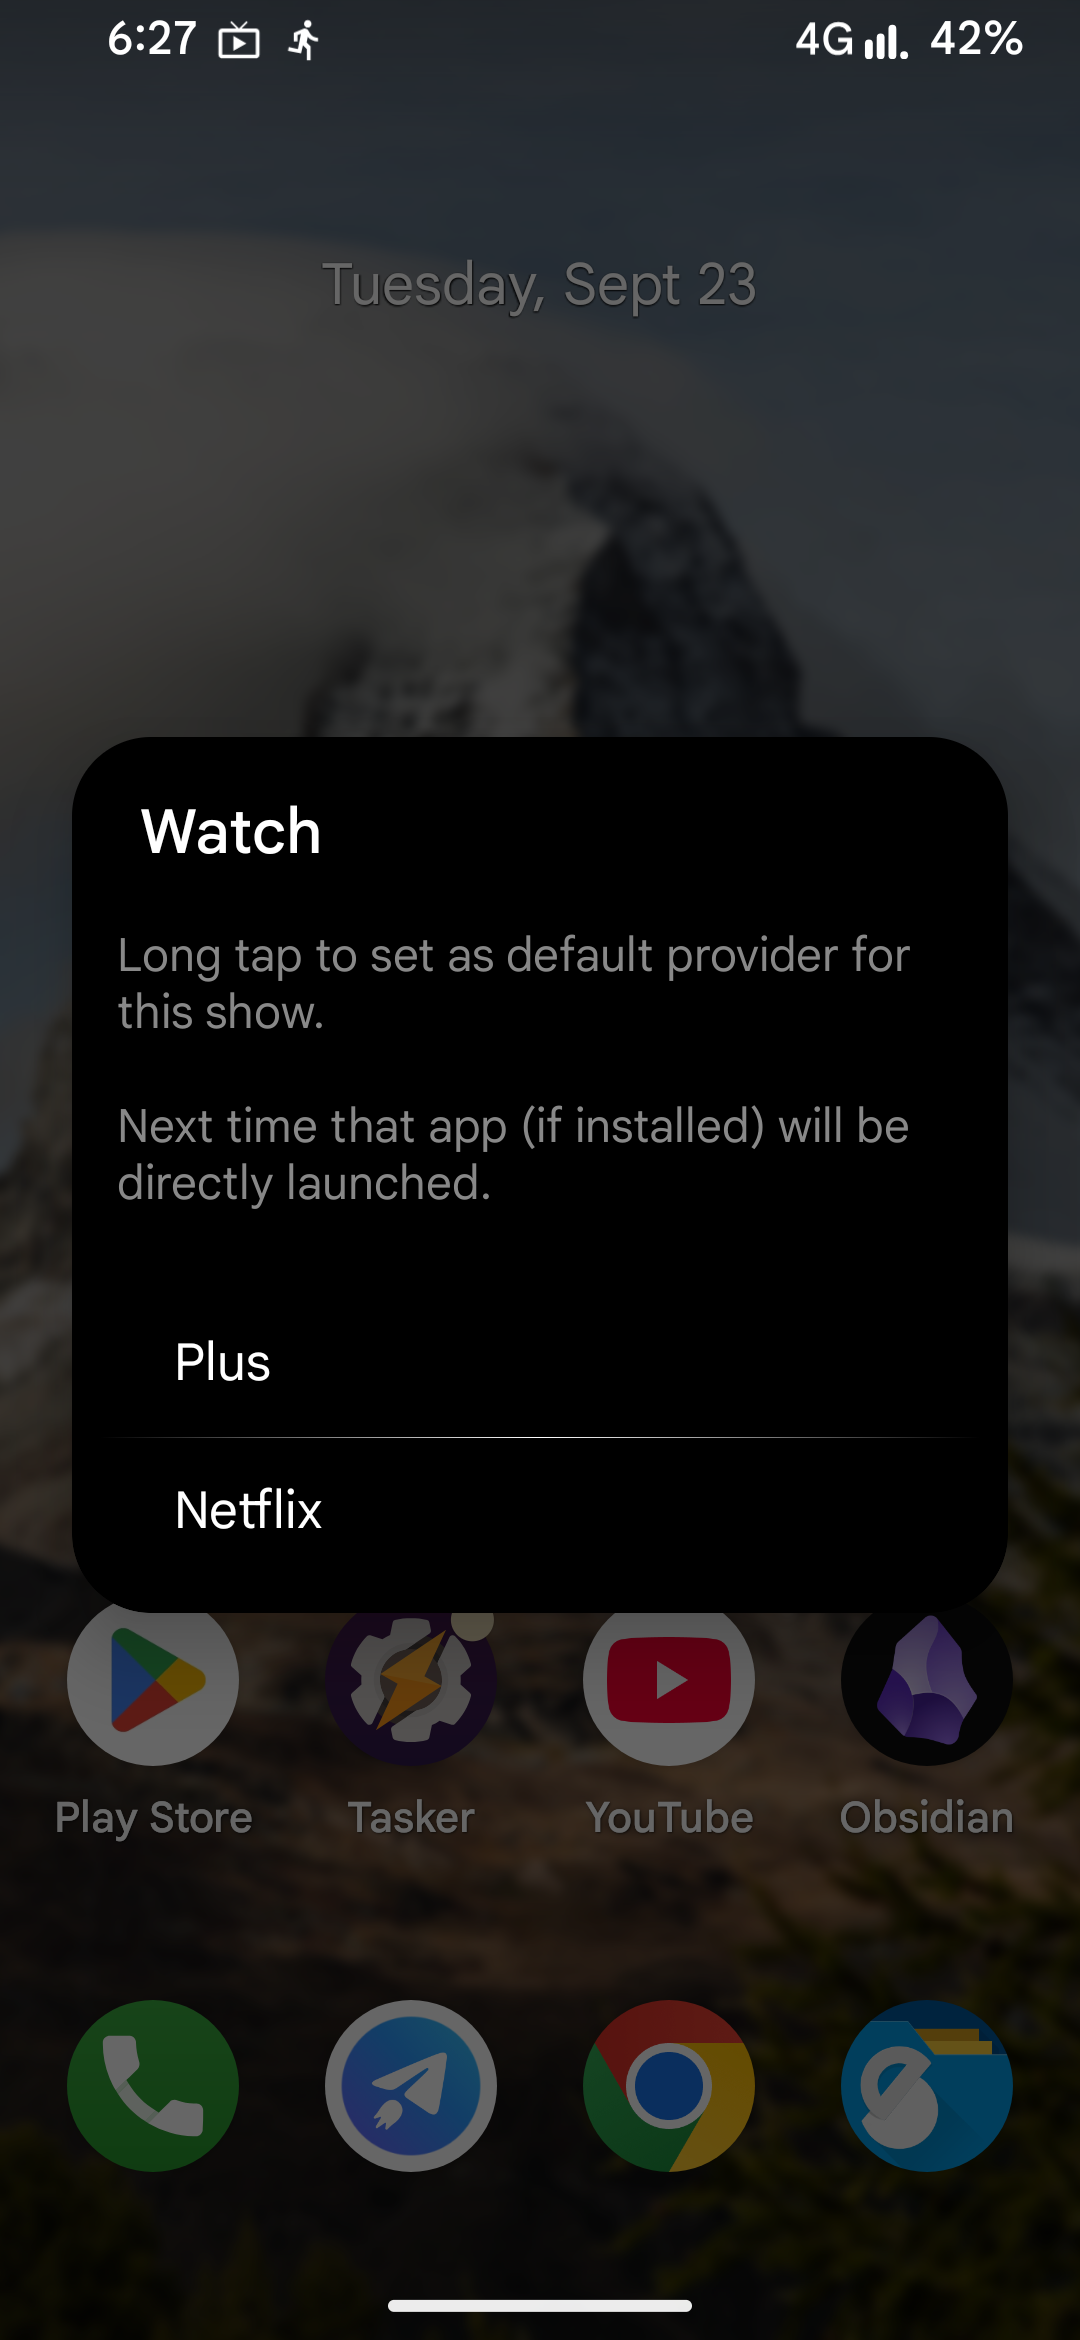 6:27 4G 42%
Tuesday, Sept 23
Watch
Long tap to set as default provider for
this show.
Next time that app (if installed) will be
directly launched.
Plus
Netflix
Play Store Tasker YouTube Obsidian